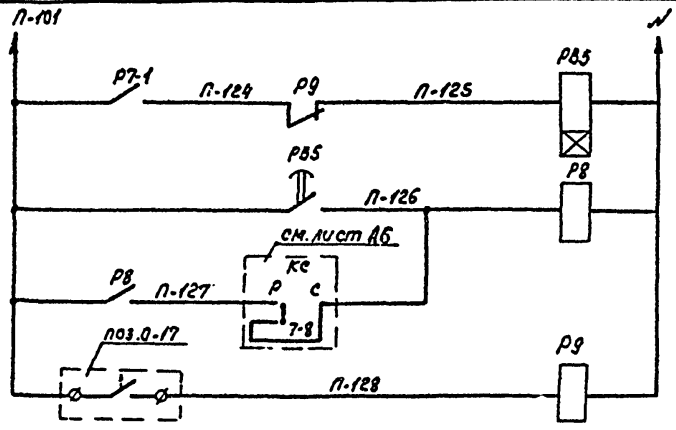 П-101
N
Р7-1
П-124
Р9
П-125
РВ5
РВ5
П-126
Р8
см. лист А6
КС
Р8
П-127
Р
С
7-8
поз.0-17
П-128
Р9